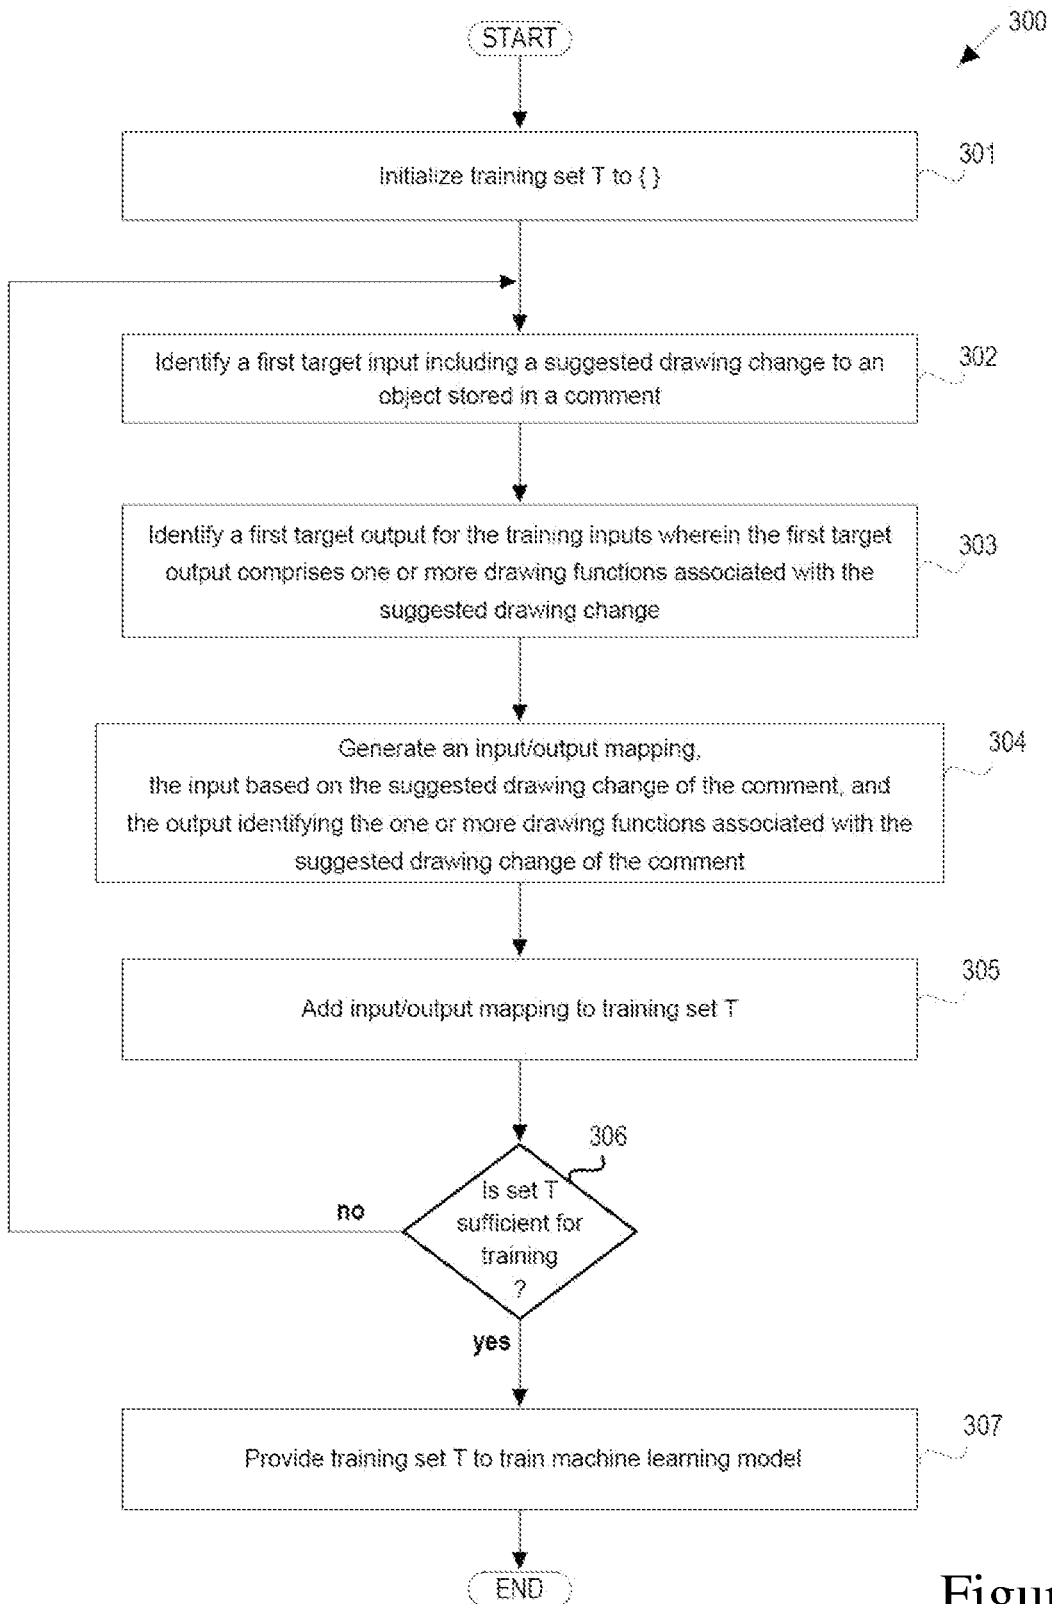 300
START
301
Initialize training set T to { }
302
Identify a first target input including a suggested drawing change to an
object stored in a comment
303
Identify a first target output for the training inputs wherein the first target
output comprises one or more drawing functions associated with the
suggested drawing change
304
Generate an input/output mapping,
the input based on the suggested drawing change of the comment, and
the output identifying the one or more drawing functions associated with the
suggested drawing change of the comment
305
Add input/output mapping to training set T
306
Is set T
sufficient for
training
?
no
yes
307
Provide training set T to train machine learning model
END